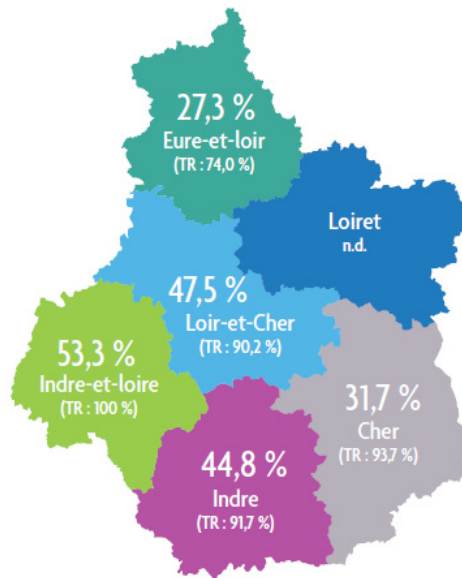 27,3 %
Eure-et-loir
(TR : 74,0 %)
Loiret
n.d.
47,5 %
Loir-et-Cher
(TR : 90,2 %)
53,3 %
Indre-et-loire
(TR : 100 %)
31,7 %
Cher
(TR : 93,7 %)
44,8 %
Indre
(TR : 91,7 %)